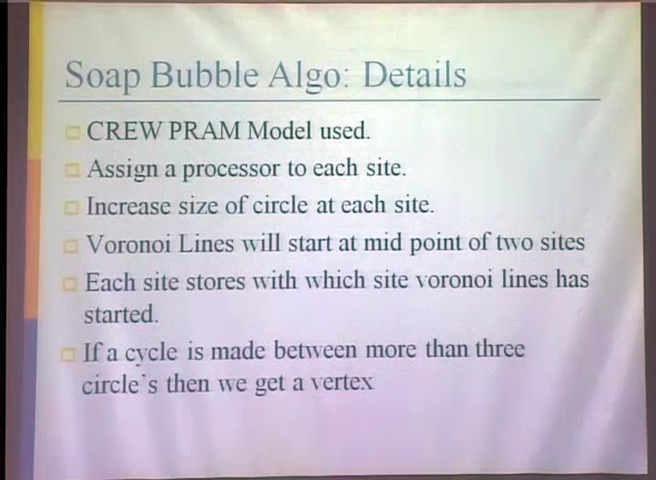 Soap Bubble Algo: Details
CREW PRAM Model used.
Assign a processor to each site.
Increase size of circle at each site.
Voronoi Lines will start at mid point of two sites
Each site stores with which site voronoi lines has
started.
If a cycle is made between more than three
circle`s then we get a vertex